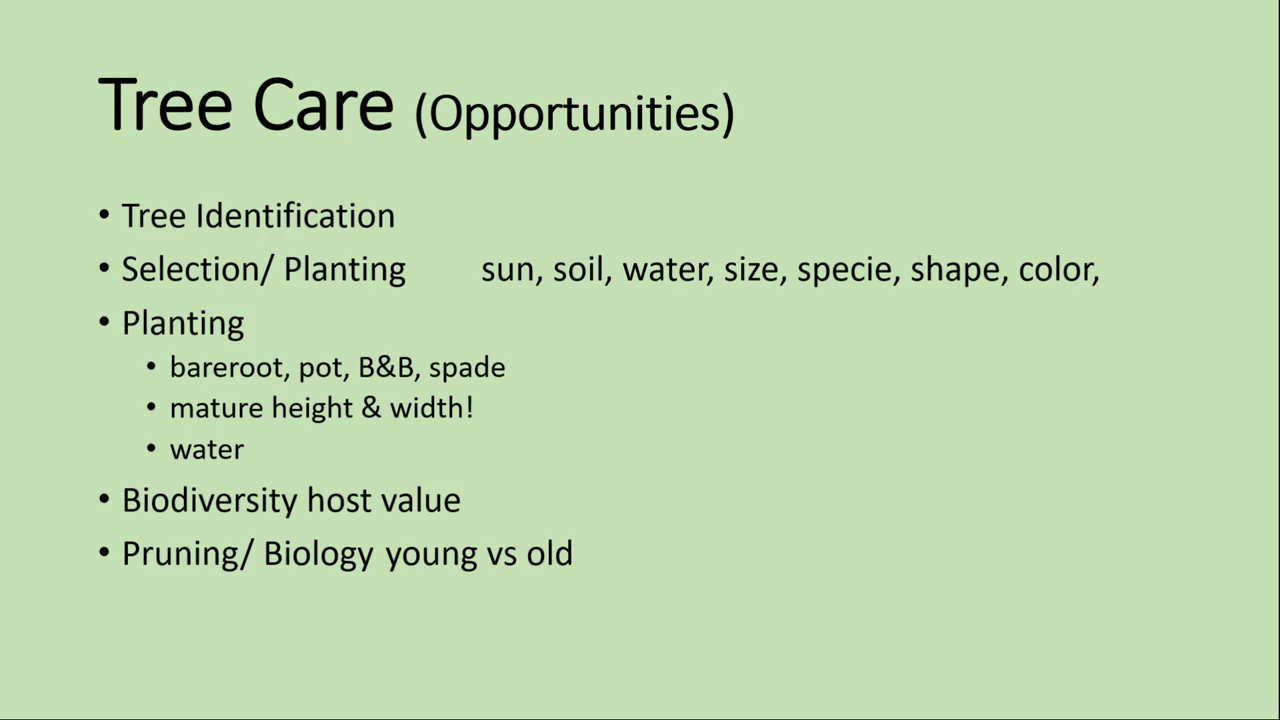 Tree Care (Opportunities)
• Tree Identification
• Selection/ Planting sun, soil, water, size, specie, shape, color,
• Planting
• bareroot, pot, B&B, spade
• mature height & width!
• water
• Biodiversity host value
• Pruning/ Biology young vs old